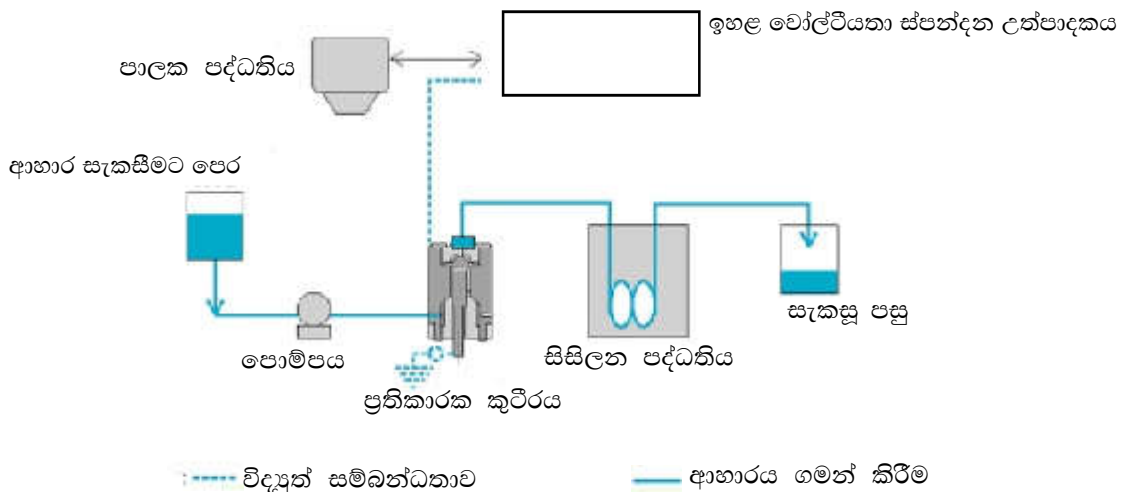 ඉහළ වෝල්ටීයතා ස්පන්දන උත්පාදකය
පාලක පද්ධතිය
ආහාර සැකසීමට පෙර
සැකසූ පසු
පොම්පය
සිසිලන පද්ධතිය
ප්‍රතිකාරක කුටීරය
විද්‍යුත් සම්බන්ධතාව
ආහාරය ගමන් කිරීම